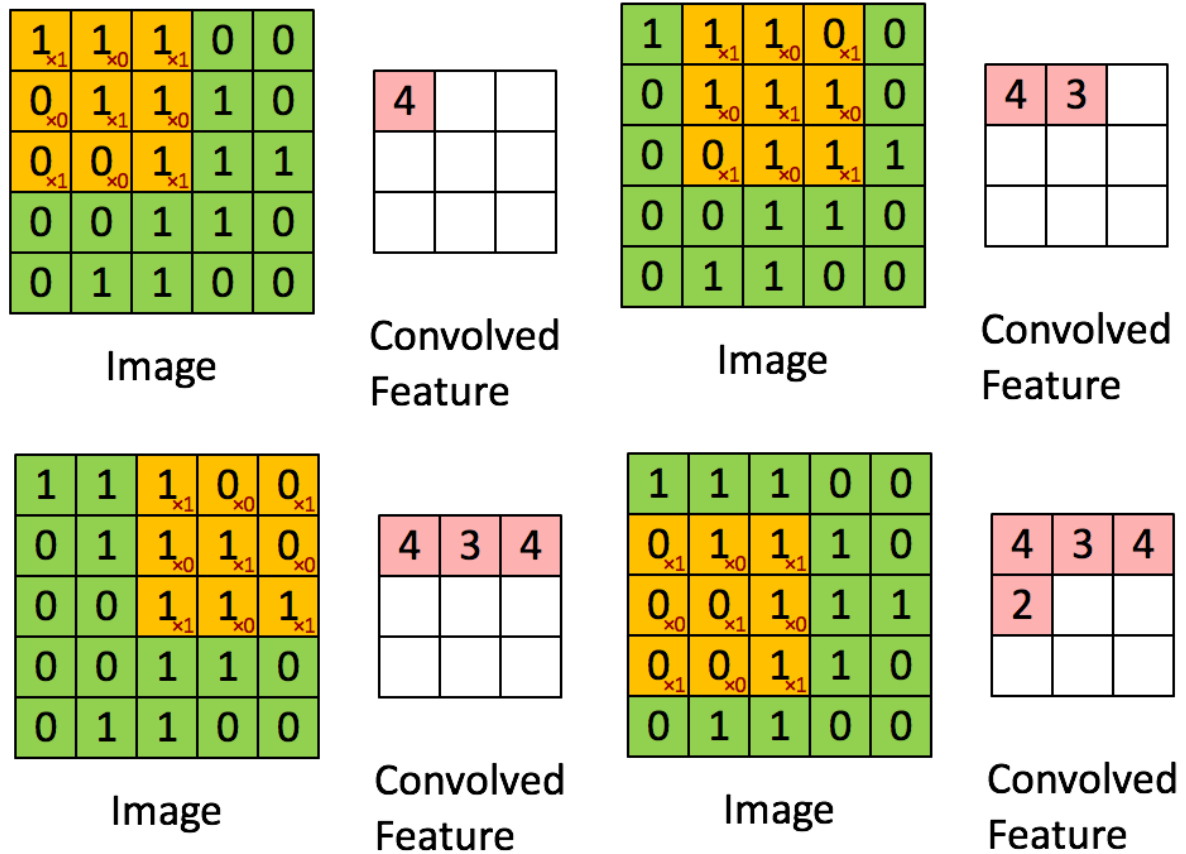 1×1 1×0 1×1 0 0
0×0 1×1 1×0 1 0
0×1 0×0 1×1 1 1
0 0 1 1 0
0 1 1 0 0
Image
4
Convolved
Feature
1 1×1 1×0 0×1 0
0 1×0 1×1 1×0 0
0 0×1 1×0 1×1 1
0 0 1 1 0
0 1 1 0 0
Image
4 3
Convolved
Feature
1 1 1×1 0×0 0×1
0 1 1×0 1×1 0×0
0 0 1×1 1×0 1×1
0 0 1 1 0
0 1 1 0 0
Image
4 3 4
Convolved
Feature
1 1 1 0 0
0×1 1×0 1×1 1 0
0×0 0×1 1×0 1 1
0×1 0×0 1×1 1 0
0 1 1 0 0
Image
4 3 4
2
Convolved
Feature